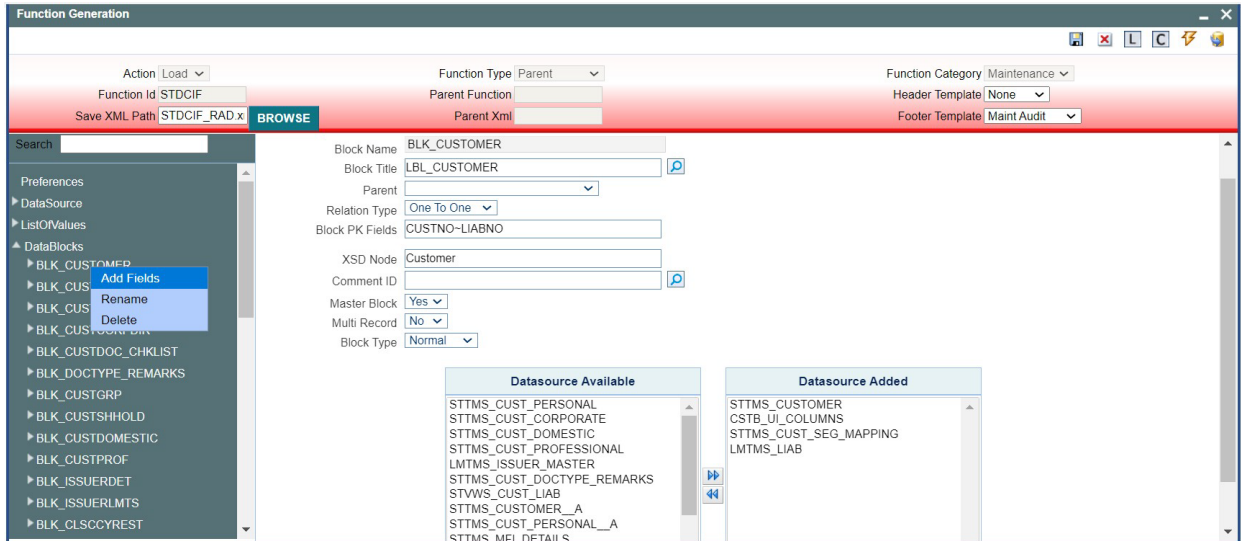 Function Generation
L C
Action Load Function Type Parent Function Category Maintenance
Function Id STDCIF Parent Function Header Template None
Save XML Path STDCIF_RAD.x BROWSE Parent Xml Footer Template Maint Audit
Search
Preferences
DataSource
ListOfValues
DataBlocks
BLK_CUSTOMER
BLK_CUS
BLK_CUS
BLK_DOCTYPE_REMARKS
BLK_CUSTDOC_CHKLIST
BLK_CUSTGRP
BLK_CUSTSHHOLD
BLK_CUSTDOMESTIC
BLK_CUSTPROF
BLK_ISSUERDET
BLK_ISSUERLMTS
BLK_CLSCCYREST
Add Fields
Rename
Delete
Block Name BLK_CUSTOMER
Block Title LBL_CUSTOMER
Parent
Relation Type One To One
Block PK Fields CUSTNO~LIABNO
XSD Node Customer
Comment ID
Master Block Yes
Multi Record No
Block Type Normal
Datasource Available
STTMS_CUST_PERSONAL
STTMS_CUST_CORPORATE
STTMS_CUST_DOMESTIC
STTMS_CUST_PROFESSIONAL
LMTMS_ISSUER_MASTER
STTMS_CUST_DOCTYPE_REMARKS
STVWS_CUST_LIAB
STTMS_CUSTOMER__A
STTMS_CUST_PERSONAL__A
STTMS_MFI_DETAILS
Datasource Added
STTMS_CUSTOMER
CSTB_UI_COLUMNS
STTMS_CUST_SEG_MAPPING
LMTMS_LIAB